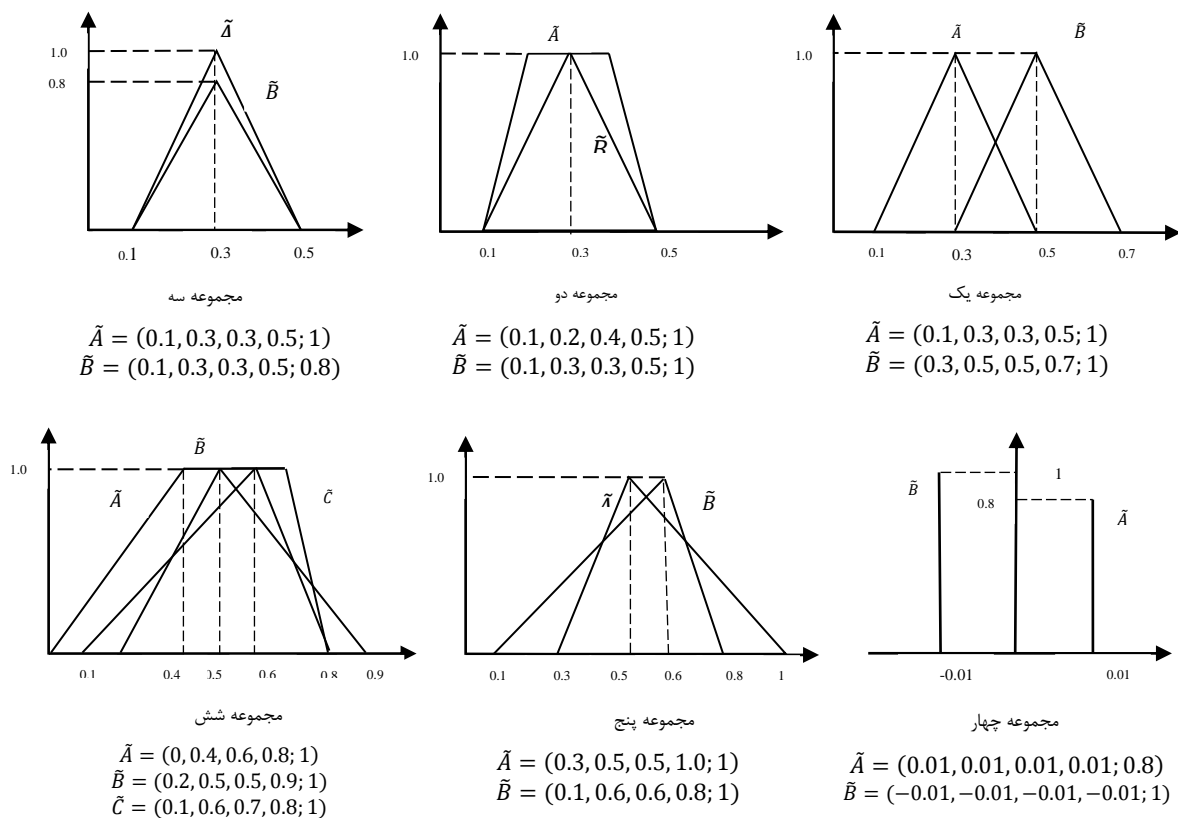 Ã
1.0
0.8
B̃
0.1 0.3 0.5
مجموعه سه
Ã = (0.1, 0.3, 0.3, 0.5; 1)
B̃ = (0.1, 0.3, 0.3, 0.5; 0.8)
Ã
1.0
B̃
0.1 0.3 0.5
مجموعه دو
Ã = (0.1, 0.2, 0.4, 0.5; 1)
B̃ = (0.1, 0.3, 0.3, 0.5; 1)
Ã B̃
1.0
0.1 0.3 0.5 0.7
مجموعه یک
Ã = (0.1, 0.3, 0.3, 0.5; 1)
B̃ = (0.3, 0.5, 0.5, 0.7; 1)
B̃
1.0
Ã C̃
0.1 0.4 0.5 0.6 0.8 0.9
مجموعه شش
Ã = (0, 0.4, 0.6, 0.8; 1)
B̃ = (0.2, 0.5, 0.5, 0.9; 1)
C̃ = (0.1, 0.6, 0.7, 0.8; 1)
1.0
Ã B̃
0.1 0.3 0.5 0.6 0.8 1
مجموعه پنج
Ã = (0.3, 0.5, 0.5, 1.0; 1)
B̃ = (0.1, 0.6, 0.6, 0.8; 1)
1
B̃
0.8
Ã
-0.01 0.01
مجموعه چهار
Ã = (0.01, 0.01, 0.01, 0.01; 0.8)
B̃ = (−0.01, −0.01, −0.01, −0.01; 1)